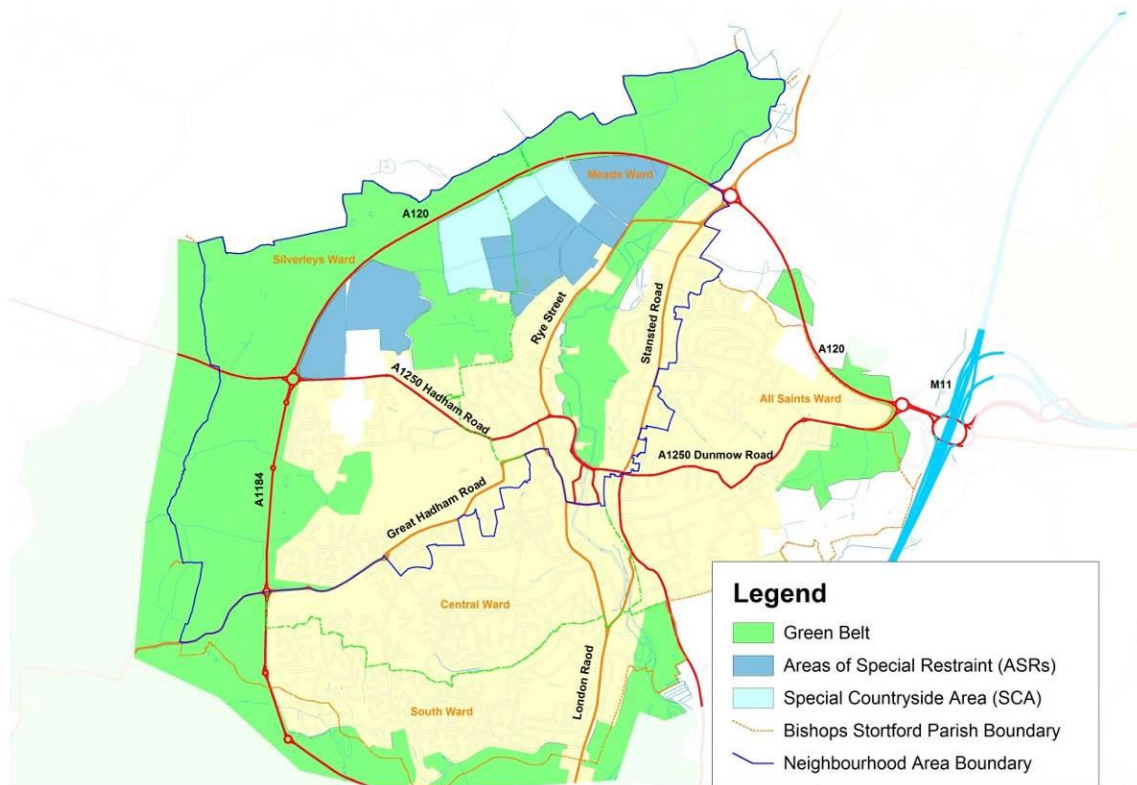 Meads Ward
A120
Silverleys Ward
Rye Street
Stansted Road
A120
M11
A1250 Hadham Road
All Saints Ward
A1250 Dunmow Road
A1184
Great Hadham Road
Central Ward
London Raod
South Ward
Legend
Green Belt
Areas of Special Restraint (ASRs)
Special Countryside Area (SCA)
Bishops Stortford Parish Boundary
Neighbourhood Area Boundary